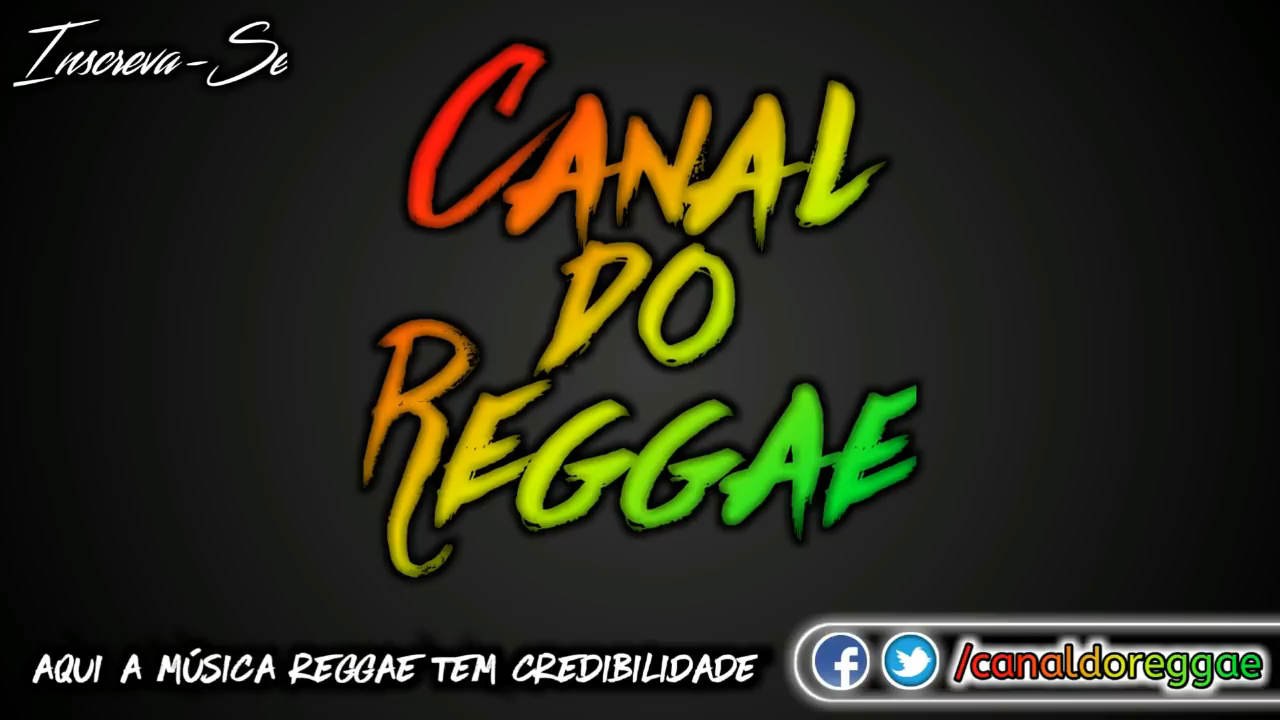 Inscreva-Se
CANAL
DO
REGGAE
AQUI A MÚSICA REGGAE TEM CREDIBILIDADE
/canaldoreggae